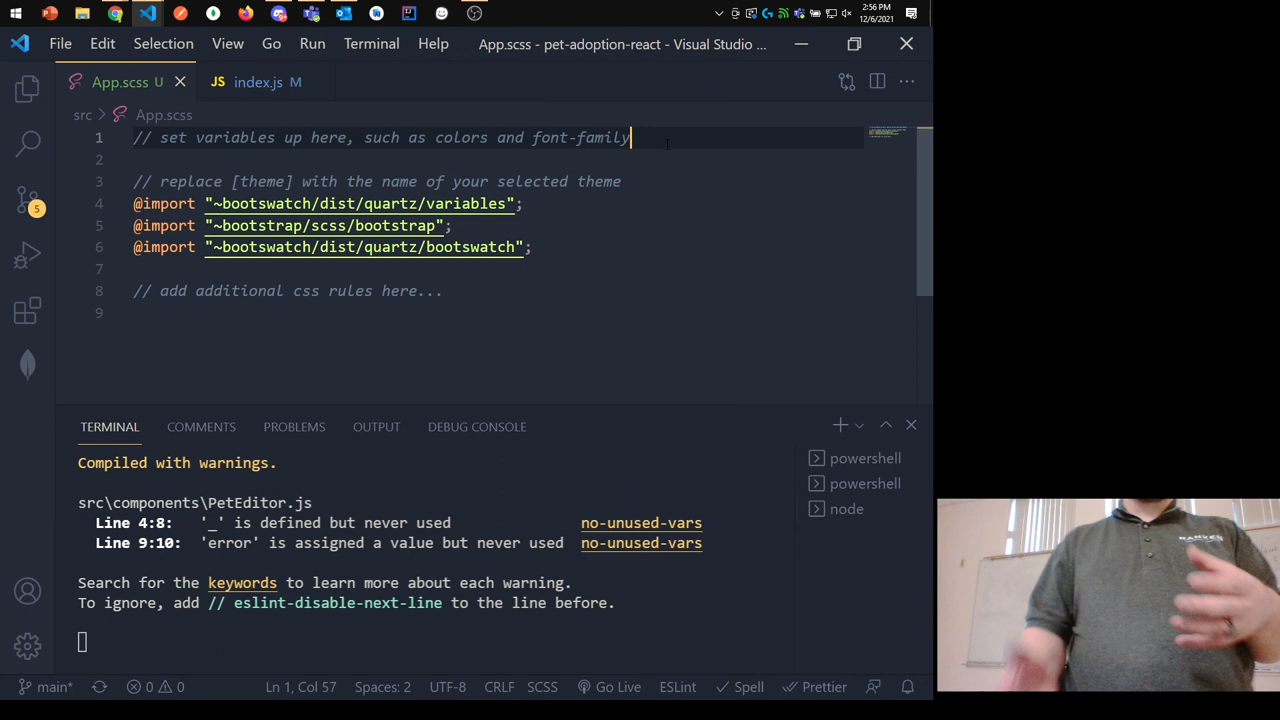 2:56 PM
12/6/2021
File Edit Selection View Go Run Terminal Help App.scss - pet-adoption-react - Visual Studio ...
App.scss U JS index.js M
src > App.scss
1 // set variables up here, such as colors and font-family
2
3 // replace [theme] with the name of your selected theme
4 @import "~bootswatch/dist/quartz/variables";
5 @import "~bootstrap/scss/bootstrap";
6 @import "~bootswatch/dist/quartz/bootswatch";
7
8 // add additional css rules here...
9
5
TERMINAL COMMENTS PROBLEMS OUTPUT DEBUG CONSOLE
Compiled with warnings.
src\components\PetEditor.js
Line 4:8: '_' is defined but never used no-unused-vars
Line 9:10: 'error' is assigned a value but never used no-unused-vars
Search for the keywords to learn more about each warning.
To ignore, add // eslint-disable-next-line to the line before.
powershell
powershell
node
main* 0 0 Ln 1, Col 57 Spaces: 2 UTF-8 CRLF SCSS Go Live ESLint Spell Prettier